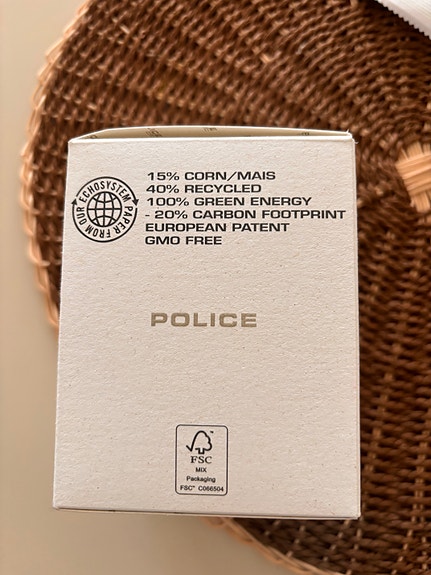 PAPER FROM OUR ECHOSYSTEM
15% CORN/MAIS
40% RECYCLED
100% GREEN ENERGY
- 20% CARBON FOOTPRINT
EUROPEAN PATENT
GMO FREE
POLICE
FSC
MIX
Packaging
FSC® C066504